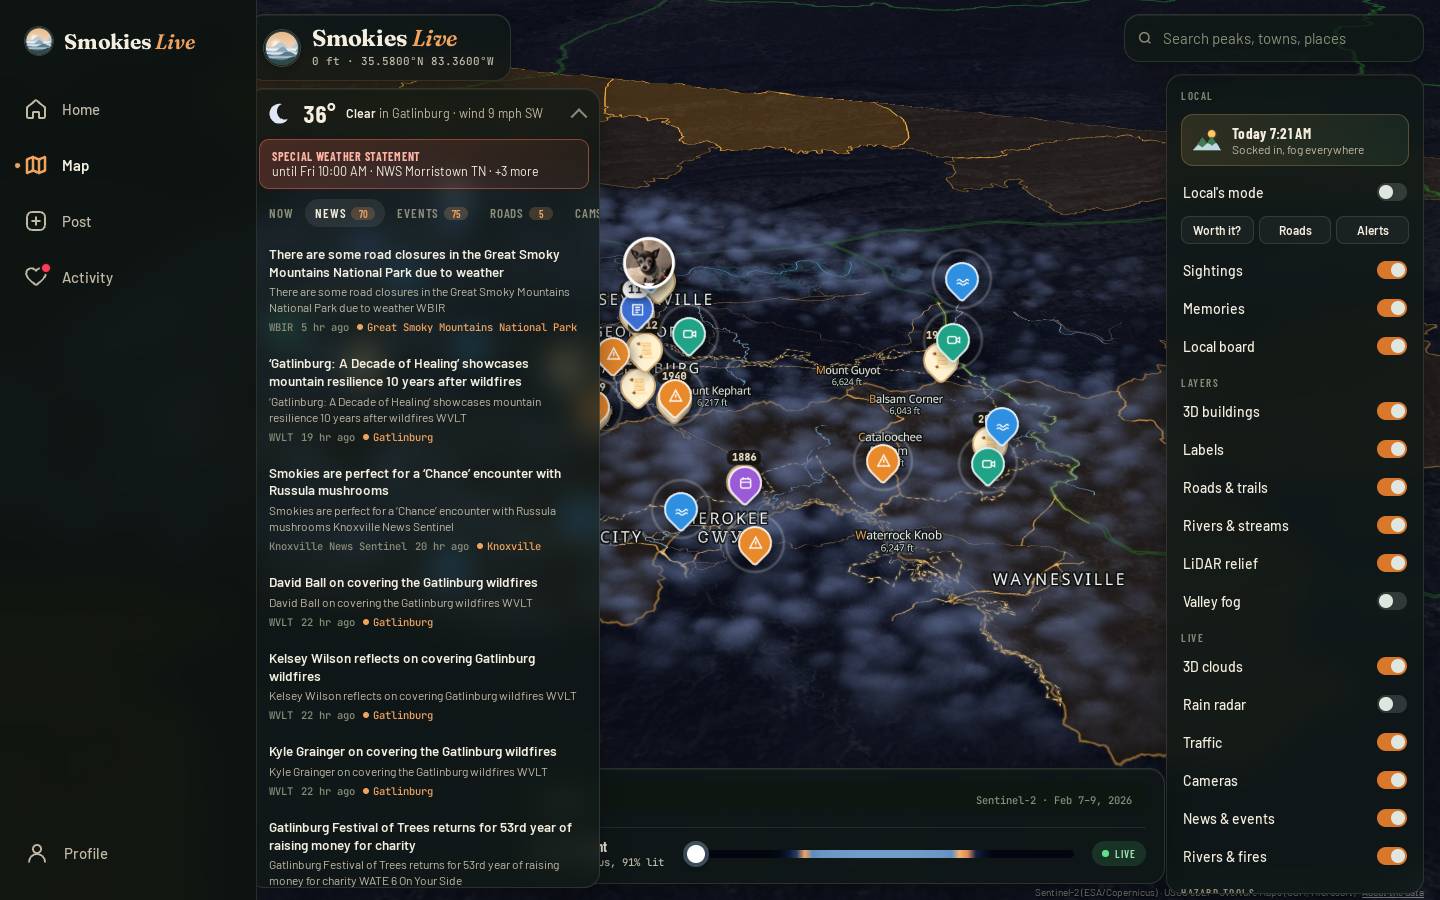 Smokies Live
Home
Map
Post
Activity
Profile
Smokies Live
0 ft · 35.5800°N 83.3600°W
36° Clear in Gatlinburg · wind 9 mph SW
SPECIAL WEATHER STATEMENT
until Fri 10:00 AM · NWS Morristown TN · +3 more
NOW NEWS 70 EVENTS 75 ROADS 5 CAMS
There are some road closures in the Great Smoky
Mountains National Park due to weather
There are some road closures in the Great Smoky Mountains
National Park due to weather WBIR
WBIR 5 hr ago Great Smoky Mountains National Park
'Gatlinburg: A Decade of Healing' showcases
mountain resilience 10 years after wildfires
'Gatlinburg: A Decade of Healing' showcases mountain
resilience 10 years after wildfires WVLT
WVLT 19 hr ago Gatlinburg
Smokies are perfect for a 'Chance' encounter with
Russula mushrooms
Smokies are perfect for a 'Chance' encounter with Russula
mushrooms Knoxville News Sentinel
Knoxville News Sentinel 20 hr ago Knoxville
David Ball on covering the Gatlinburg wildfires
David Ball on covering the Gatlinburg wildfires WVLT
WVLT 22 hr ago Gatlinburg
Kelsey Wilson reflects on covering Gatlinburg
wildfires
Kelsey Wilson reflects on covering Gatlinburg wildfires WVLT
WVLT 22 hr ago Gatlinburg
Kyle Grainger on covering the Gatlinburg wildfires
Kyle Grainger on covering the Gatlinburg wildfires WVLT
WVLT 22 hr ago Gatlinburg
Gatlinburg Festival of Trees returns for 53rd year of
raising money for charity
Gatlinburg Festival of Trees returns for 53rd year of raising
money for charity WATE 6 On Your Side
11
12
1940
Mount Guyot
6,624 ft
6,217 ft
Balsam Corner
6,043 ft
Cataloochee
1886
CITY
GWY
Waterrock Knob
6,247 ft
WAYNESVILLE
Sentinel-2 · Feb 7–9, 2026
91% lit
LIVE
Search peaks, towns, places
LOCAL
Today 7:21 AM
Socked in, fog everywhere
Local's mode
Worth it? Roads Alerts
Sightings
Memories
Local board
LAYERS
3D buildings
Labels
Roads & trails
Rivers & streams
LiDAR relief
Valley fog
LIVE
3D clouds
Rain radar
Traffic
Cameras
News & events
Rivers & fires
HAZARD TOOLS
Sentinel-2 (ESA/Copernicus)